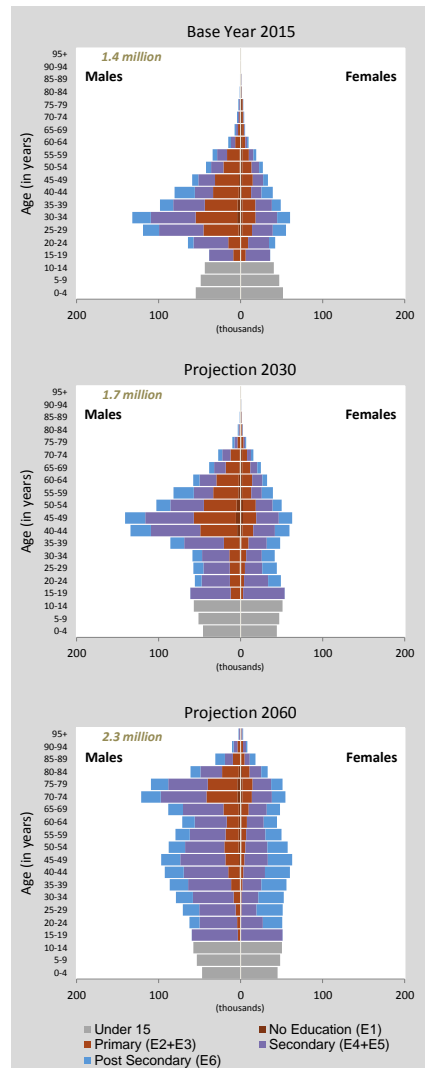 Base Year 2015
1.4 million
Males
Females
Age (in years)
95+
90-94
85-89
80-84
75-79
70-74
65-69
60-64
55-59
50-54
45-49
40-44
35-39
30-34
25-29
20-24
15-19
10-14
5-9
0-4
200 100 0 100 200
(thousands)
Projection 2030
1.7 million
Males
Females
Age (in years)
95+
90-94
85-89
80-84
75-79
70-74
65-69
60-64
55-59
50-54
45-49
40-44
35-39
30-34
25-29
20-24
15-19
10-14
5-9
0-4
200 100 0 100 200
(thousands)
Projection 2060
2.3 million
Males
Females
Age (in years)
95+
90-94
85-89
80-84
75-79
70-74
65-69
60-64
55-59
50-54
45-49
40-44
35-39
30-34
25-29
20-24
15-19
10-14
5-9
0-4
200 100 0 100 200
(thousands)
Under 15 No Education (E1)
Primary (E2+E3) Secondary (E4+E5)
Post Secondary (E6)